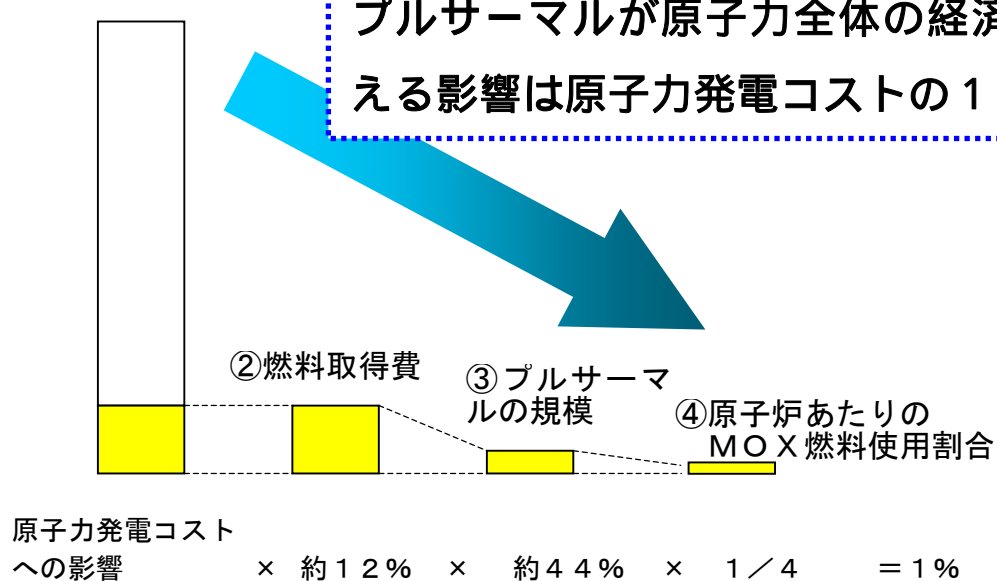 プルサーマルが原子力全体の経済
える影響は原子力発電コストの１
②燃料取得費
③プルサーマ
ルの規模
④原子炉あたりの
ＭＯＸ燃料使用割合
原子力発電コスト
への影響 × 約１２％ × 約４４％ × １／４ ＝１％